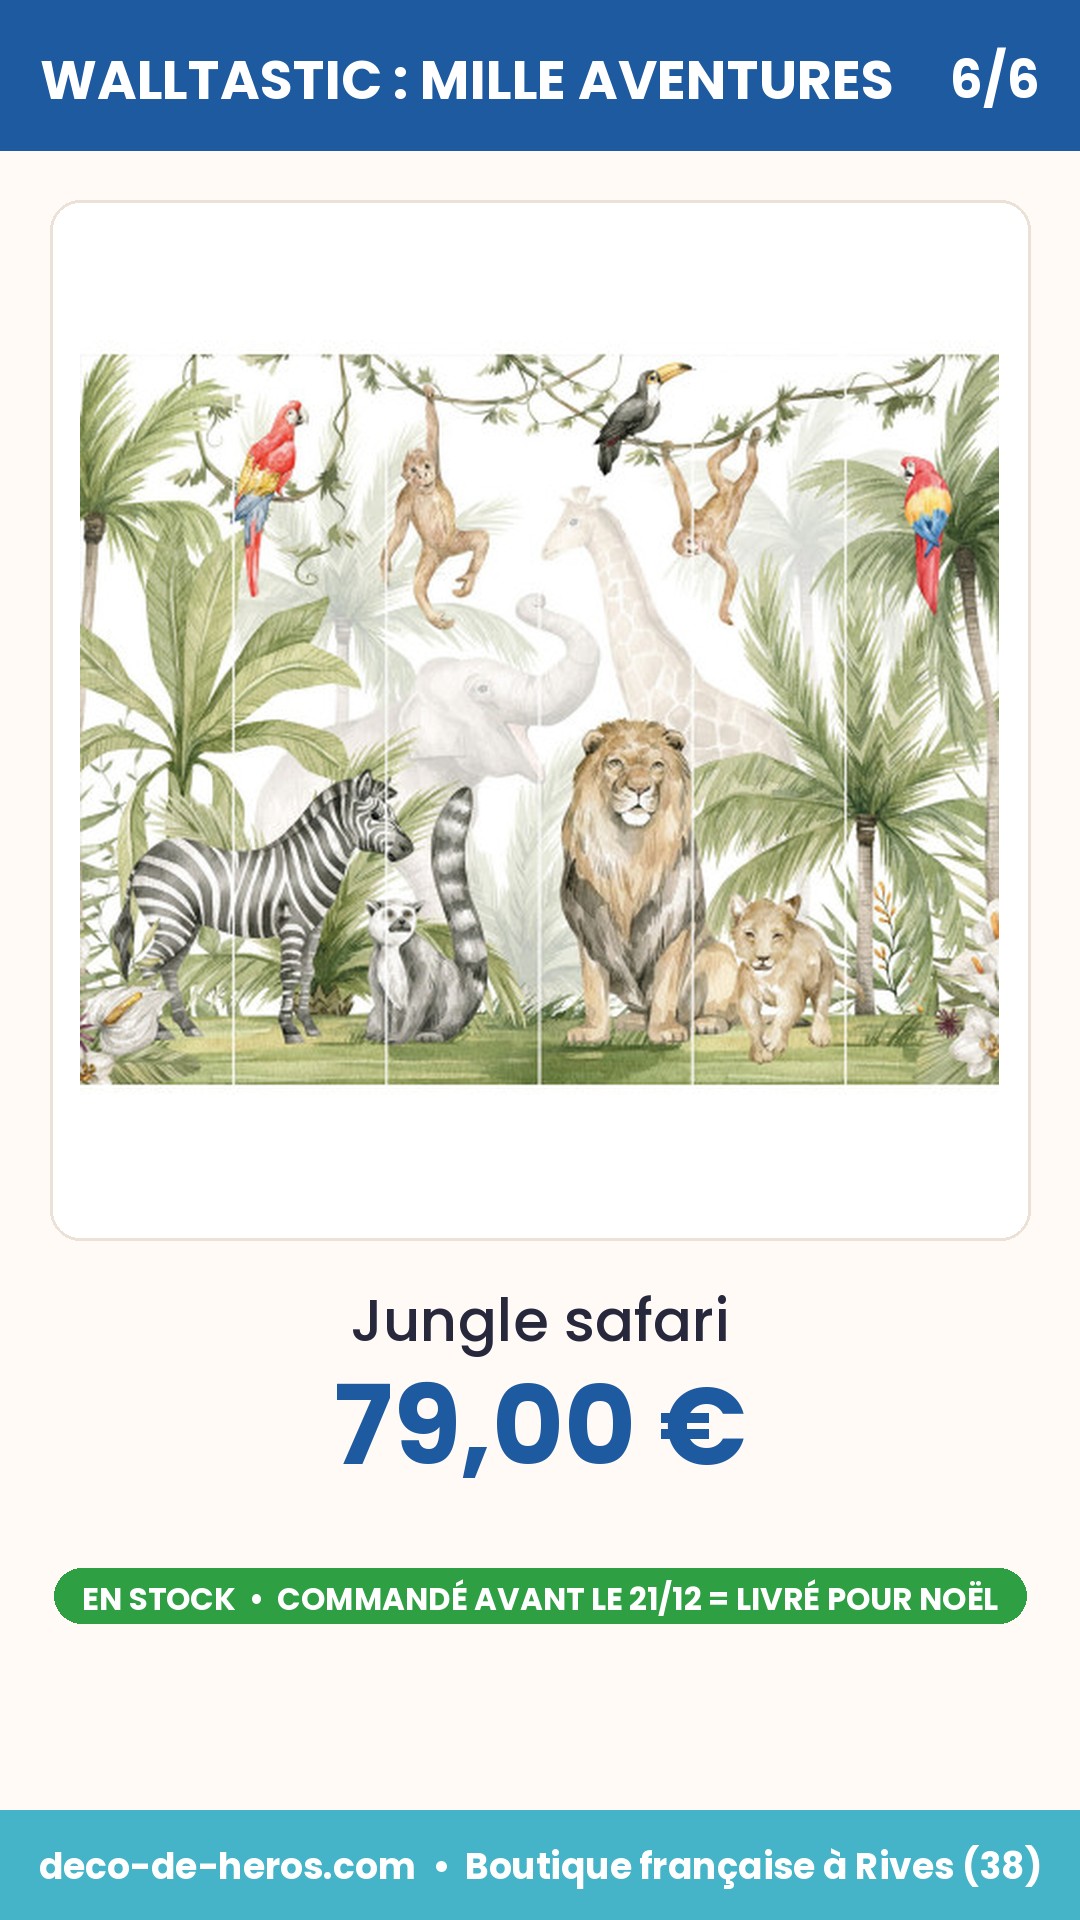 WALLTASTIC : MILLE AVENTURES 6/6
Jungle safari
79,00 €
EN STOCK • COMMANDÉ AVANT LE 21/12 = LIVRÉ POUR NOËL
deco-de-heros.com • Boutique française à Rives (38)